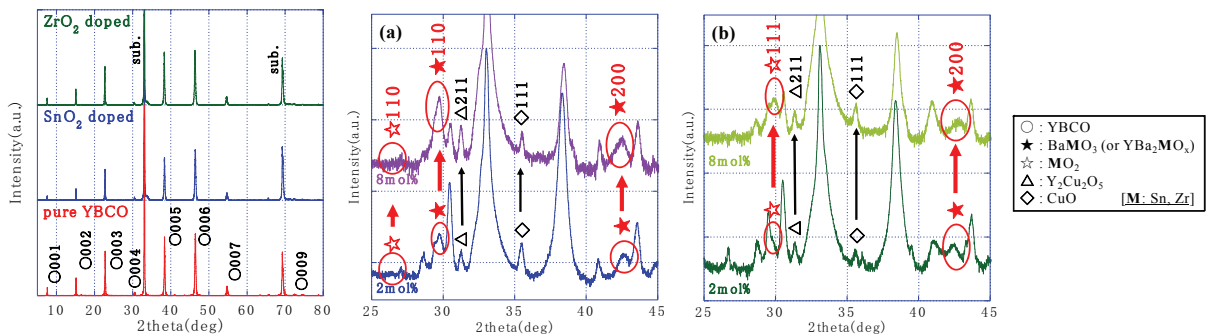 ZrO2 doped
sub.
sub.
SnO2 doped
pure YBCO
○001
○002
○003
○004
○005
○006
○007
○009
Intensity(a.u.)
5 10 20 30 40 50 60 70 80
2theta(deg)
(a)
☆110
★110
△211
◇111
★200
8mol%
2mol%
Intensity(a.u.)
25 30 35 40 45
2theta(deg)
(b)
☆111
△211
◇111
★200
8mol%
2mol%
Intensity(a.u.)
25 30 35 40 45
2theta(deg)
○ : YBCO
★ : BaMO3 (or YBa2MOx)
☆ : MO2
△ : Y2Cu2O5
◇ : CuO [M: Sn, Zr]